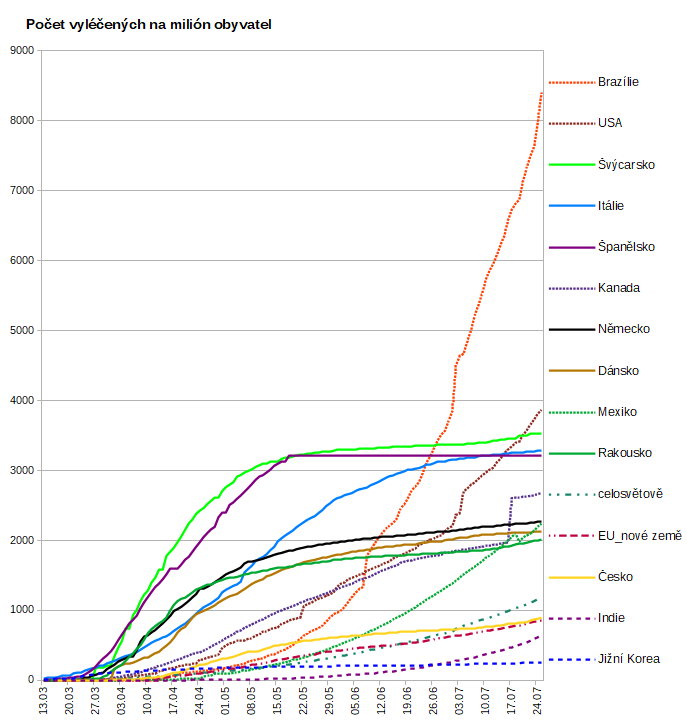 Počet vyléčených na milión obyvatel
9000
8000
7000
6000
5000
4000
3000
2000
1000
0
13.03
20.03
27.03
03.04
10.04
17.04
24.04
01.05
08.05
15.05
22.05
29.05
05.06
12.06
19.06
26.06
03.07
10.07
17.07
24.07
Brazílie
USA
Švýcarsko
Itálie
Španělsko
Kanada
Německo
Dánsko
Mexiko
Rakousko
celosvětově
EU_nové země
Česko
Indie
Jižní Korea